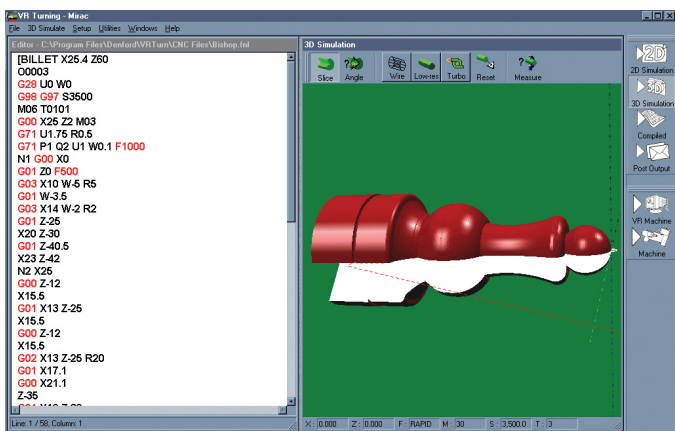 VR Turning - Mirac
File 3D Simulate Setup Utilities Windows Help
Editor - C:\Program Files\Denford\VRTurn\CNC Files\Bishop.fnl
[BILLET X25.4 Z60
O0003
G28 U0 W0
G98 G97 S3500
M06 T0101
G00 X25 Z2 M03
G71 U1.75 R0.5
G71 P1 Q2 U1 W0.1 F1000
N1 G00 X0
G01 Z0 F500
G03 X10 W-5 R5
G01 W-3.5
G03 X14 W-2 R2
G01 Z-25
X20 Z-30
G01 Z-40.5
X23 Z-42
N2 X25
G00 Z-12
X15.5
G01 X13 Z-25
X15.5
G00 Z-12
X15.5
G02 X13 Z-25 R20
G01 X17.1
G00 X21.1
Z-35
Line: 1 / 58, Column: 1
3D Simulation
Slice Angle Wire Low-res Turbo Reset Measure
X : 0.000 Z : 0.000 F : RAPID M : 30 S : 3,500.0 T : 3
2D
2D Simulation
3D
3D Simulation
Compiled
Post Output
VR Machine
Machine